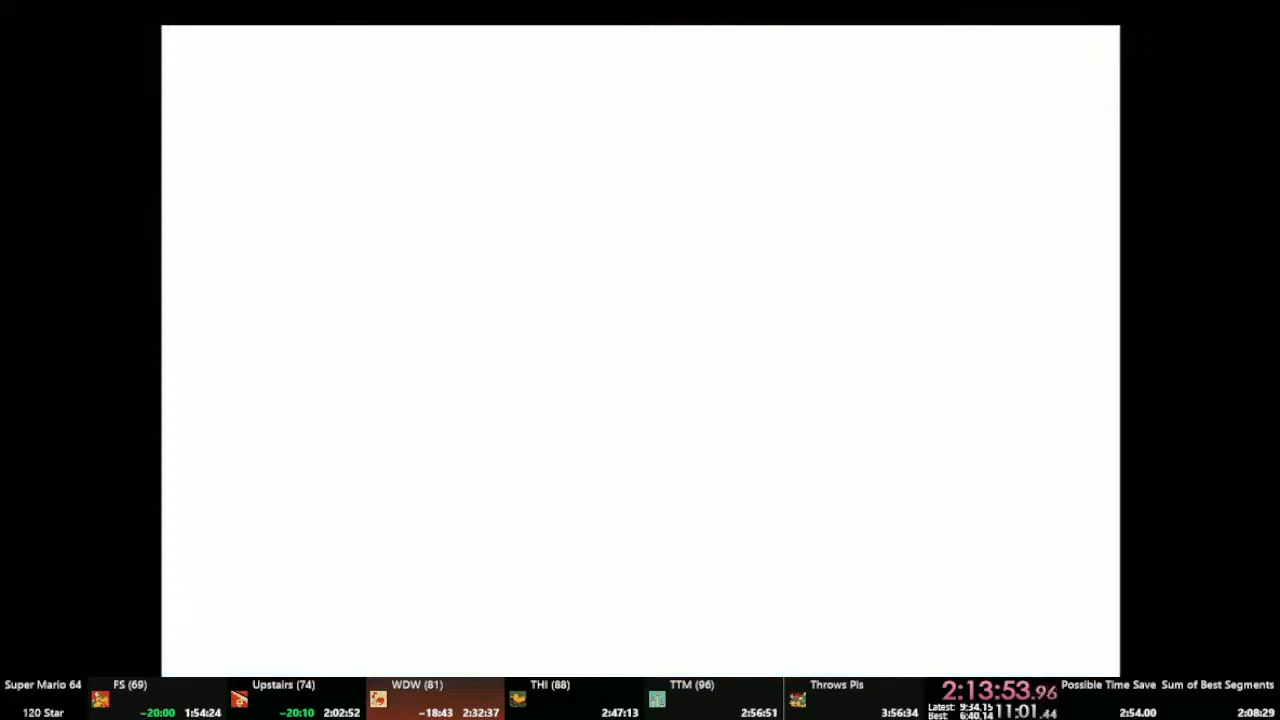 Super Mario 64
120 Star
FS (69)
−20:00 1:54:24
Upstairs (74)
−20:10 2:02:52
WDW (81)
−18:43 2:32:37
THI (88)
2:47:13
TTM (96)
2:56:51
Throws Pls
3:56:34
2:13:53.96
Latest: 9:34.15
Best: 6:40.14
11:01.44
Possible Time Save
2:54.00
Sum of Best Segments
2:08:29